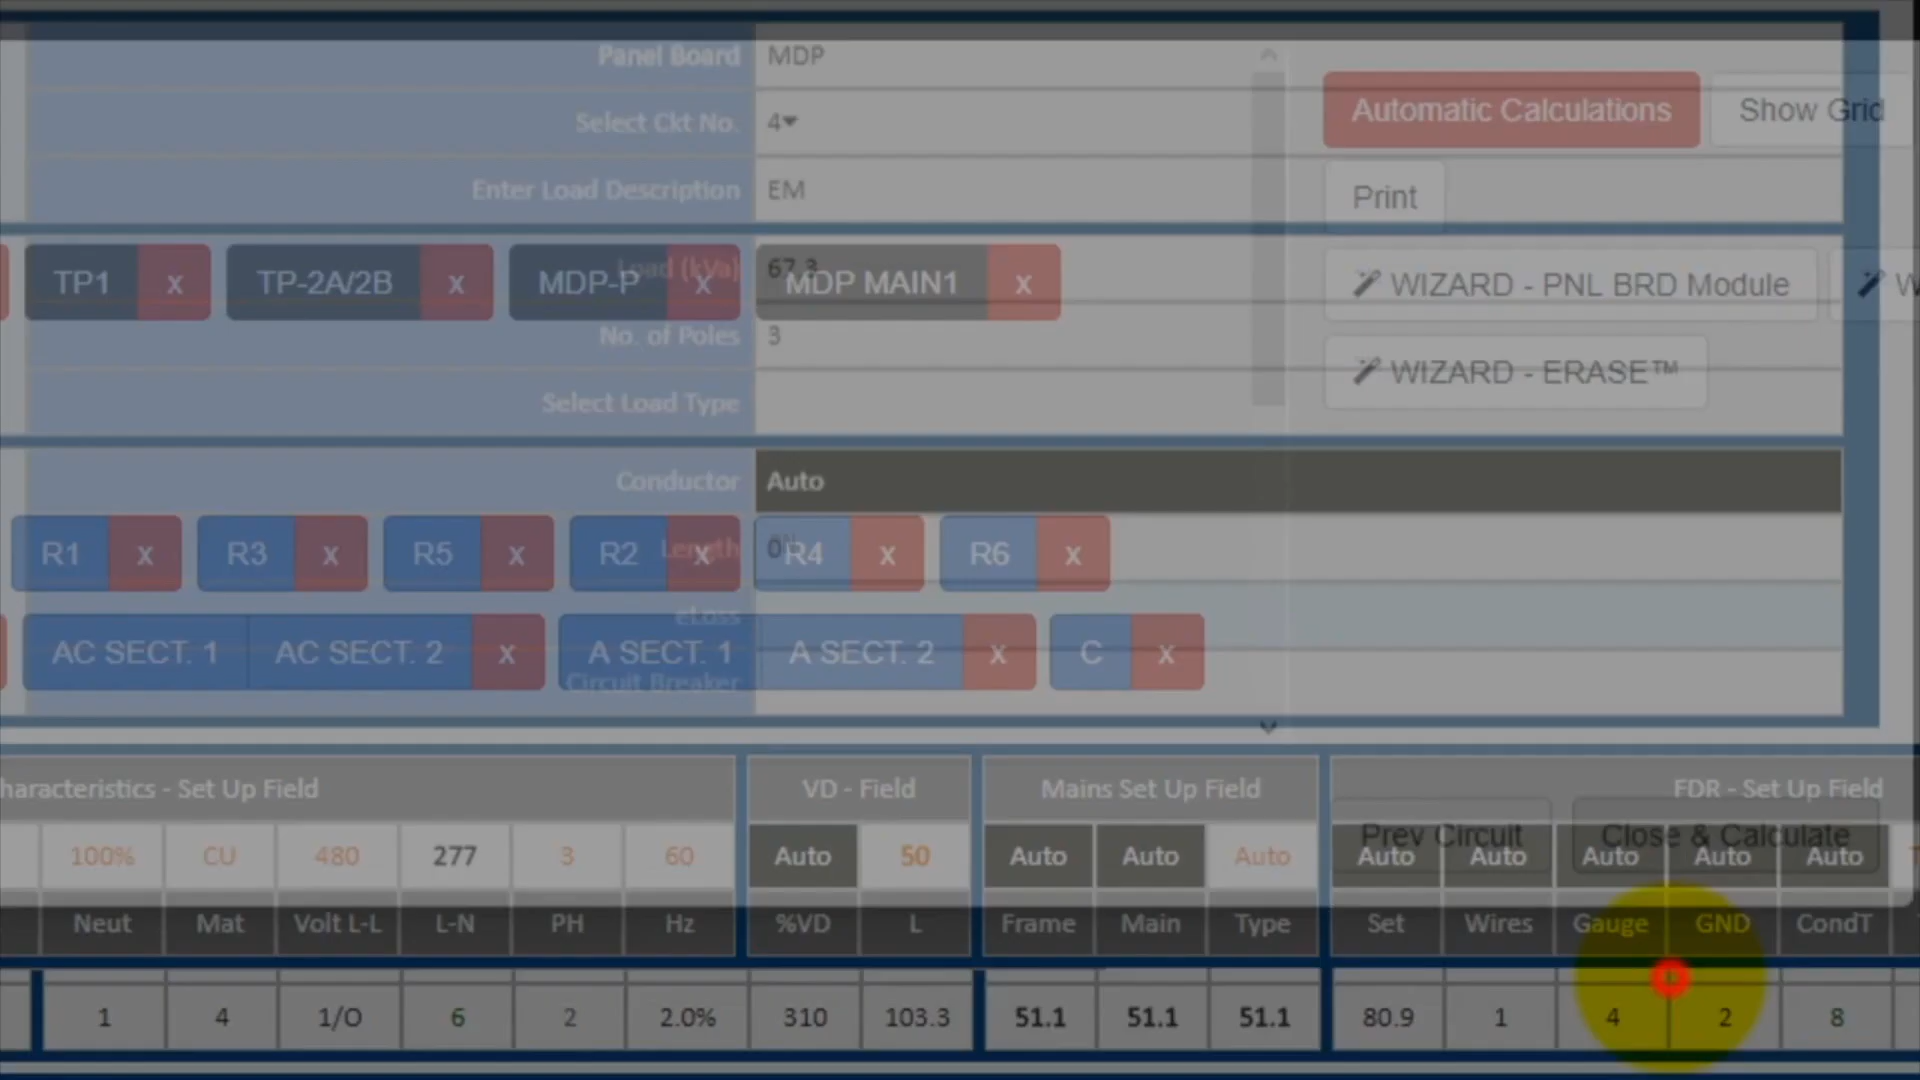 Panel Board MDP
Automatic Calculations Show Grid
Select Ckt No. 4
Enter Load Description EM
Print
Load (kVa) 67.3
TP1 x TP-2A/2B x MDP-P x MDP MAIN1 x
WIZARD - PNL BRD Module W
No. of Poles 3
WIZARD - ERASE™
Select Load Type
Conductor Auto
Length 0
R1 x R3 x R5 x R2 x R4 x R6 x
eLoss
AC SECT. 1 AC SECT. 2 x A SECT. 1 A SECT. 2 x C x
Circuit Breaker
haracteristics - Set Up Field VD - Field Mains Set Up Field FDR - Set Up Field
Prev Circuit Close & Calculate
100% CU 480 277 3 60 Auto 50 Auto Auto Auto Auto Auto Auto Auto Auto
Neut Mat Volt L-L L-N PH Hz %VD L Frame Main Type Set Wires Gauge GND CondT
1 4 1/O 6 2 2.0% 310 103.3 51.1 51.1 51.1 80.9 1 4 2 8